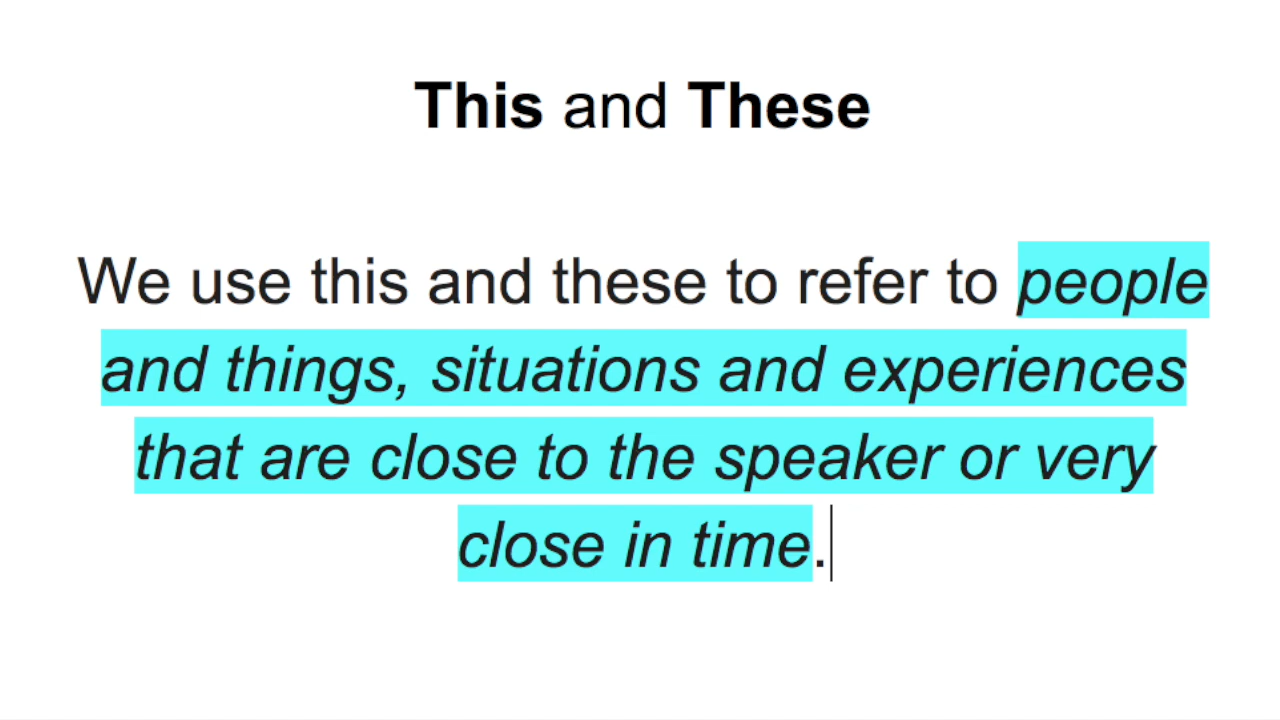 This and These
We use this and these to refer to people
and things, situations and experiences
that are close to the speaker or very
close in time.